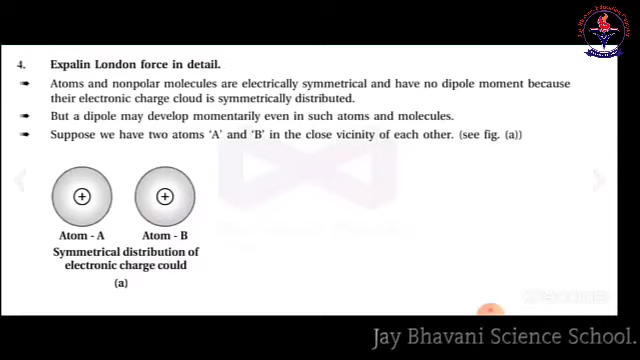 4. Expalin London force in detail.
➠ Atoms and nonpolar molecules are electrically symmetrical and have no dipole moment because
their electronic charge cloud is symmetrically distributed.
➠ But a dipole may develop momentarily even in such atoms and molecules.
➠ Suppose we have two atoms 'A' and 'B' in the close vicinity of each other. (see fig. (a))
+ +
Atom - A Atom - B
Symmetrical distribution of
electronic charge could
(a)
Jay Bhavani Science School.